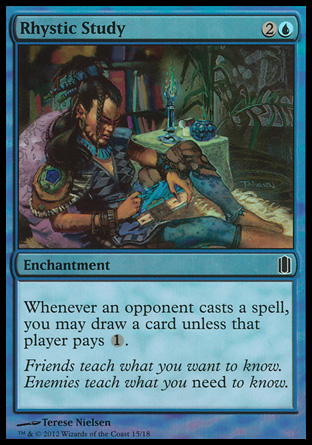 Rhystic Study 2
Enchantment
Whenever an opponent casts a spell,
you may draw a card unless that
player pays 1.
Friends teach what you want to know.
Enemies teach what you need to know.
Terese Nielsen
™ & © 2012 Wizards of the Coast 15/18